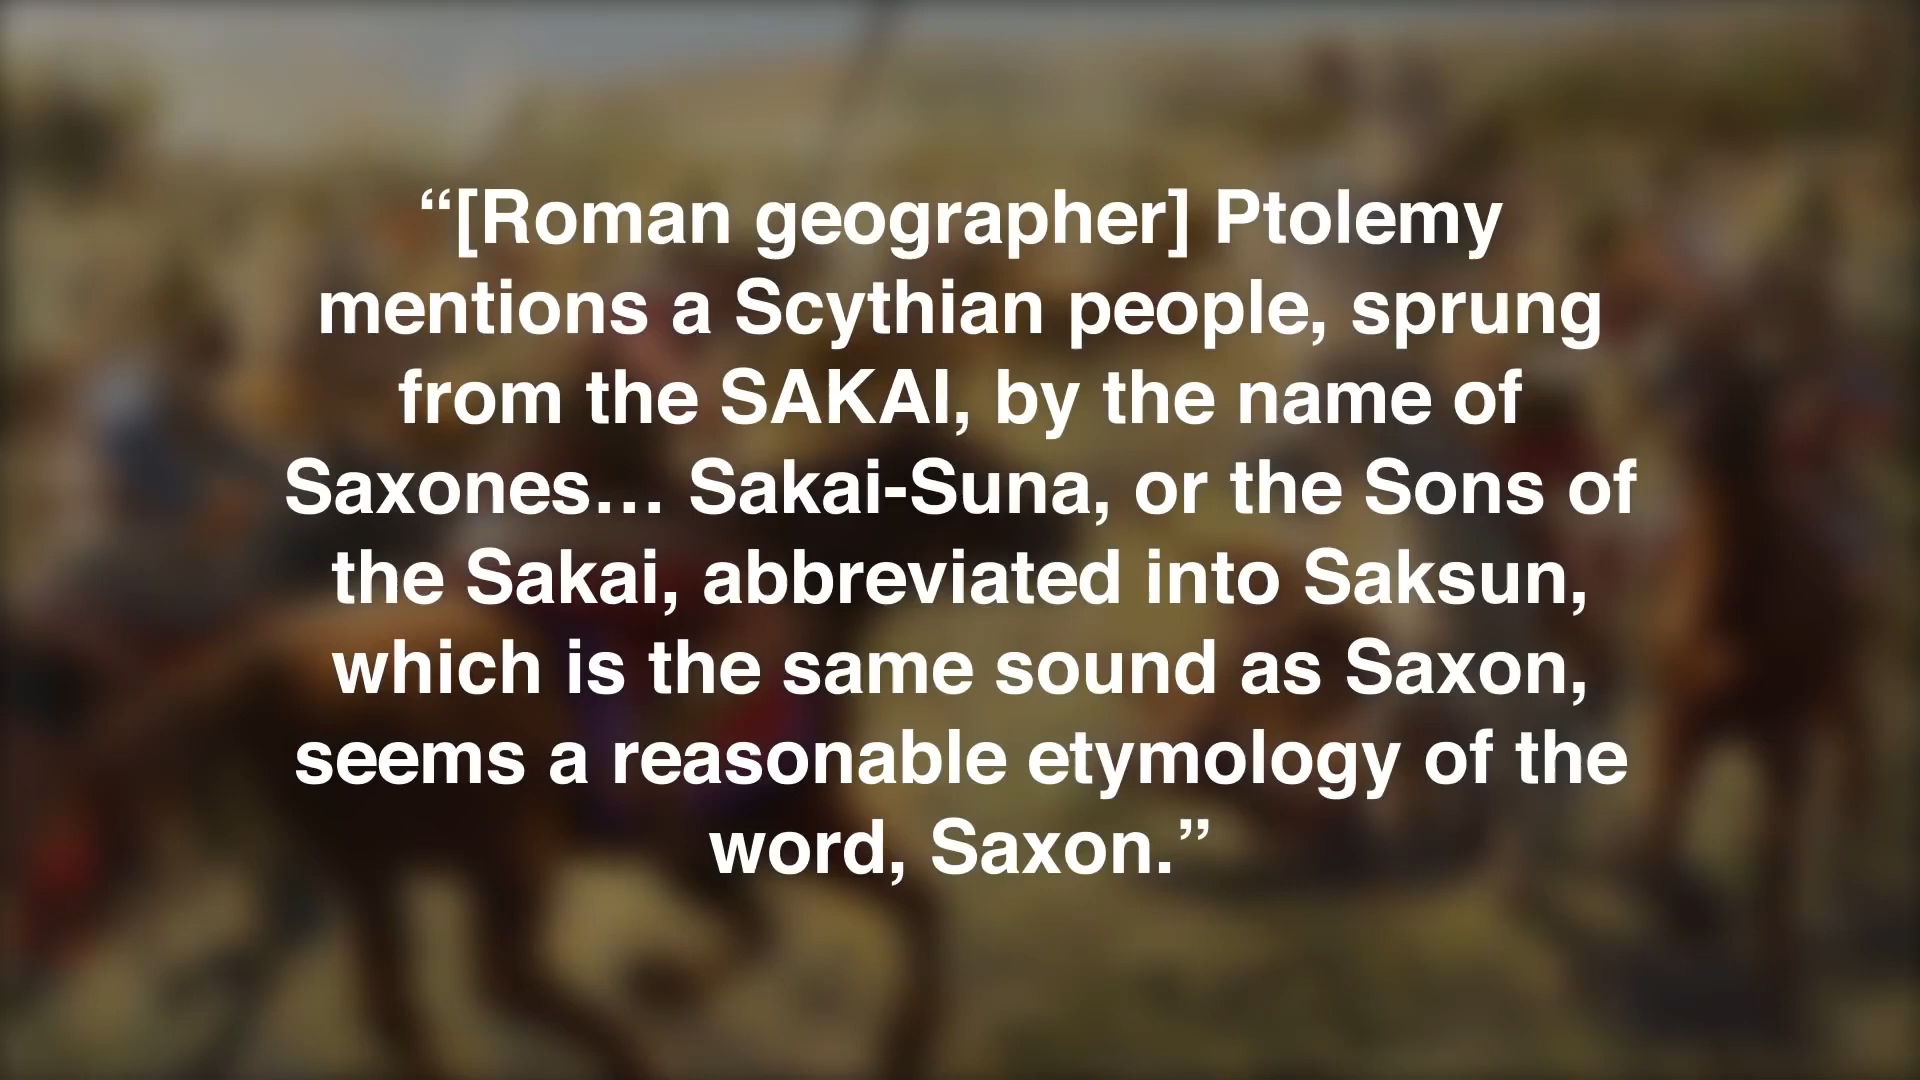 “[Roman geographer] Ptolemy
mentions a Scythian people, sprung
from the SAKAI, by the name of
Saxones… Sakai-Suna, or the Sons of
the Sakai, abbreviated into Saksun,
which is the same sound as Saxon,
seems a reasonable etymology of the
word, Saxon.”